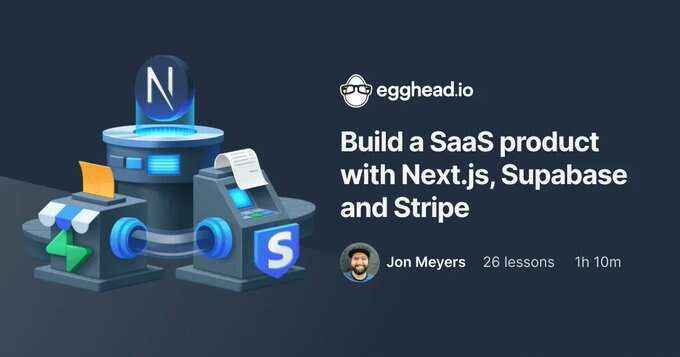 N
S
egghead.io
Build a SaaS product
with Next.js, Supabase
and Stripe
Jon Meyers 26 lessons 1h 10m